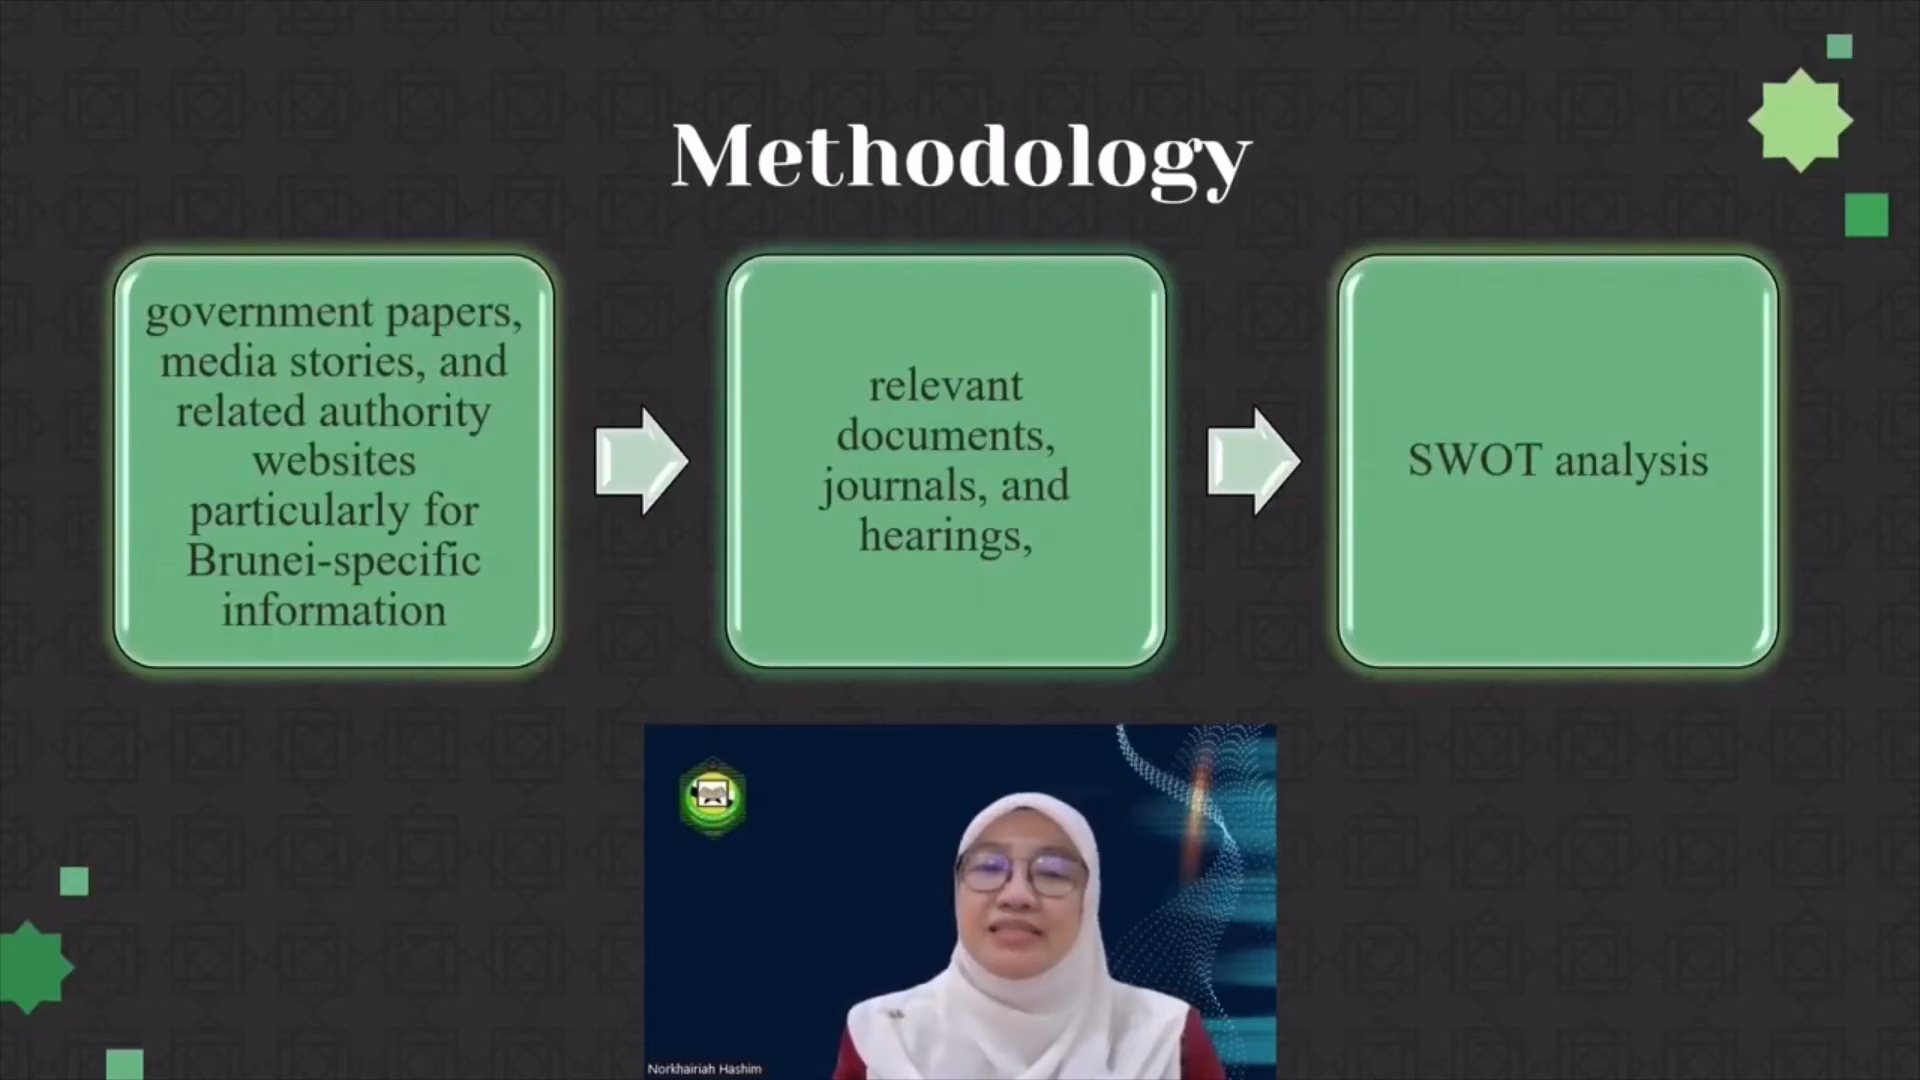 Methodology
government papers,
media stories, and
related authority
websites
particularly for
Brunei-specific
information
relevant
documents,
journals, and
hearings,
SWOT analysis
Norkhairiah Hashim